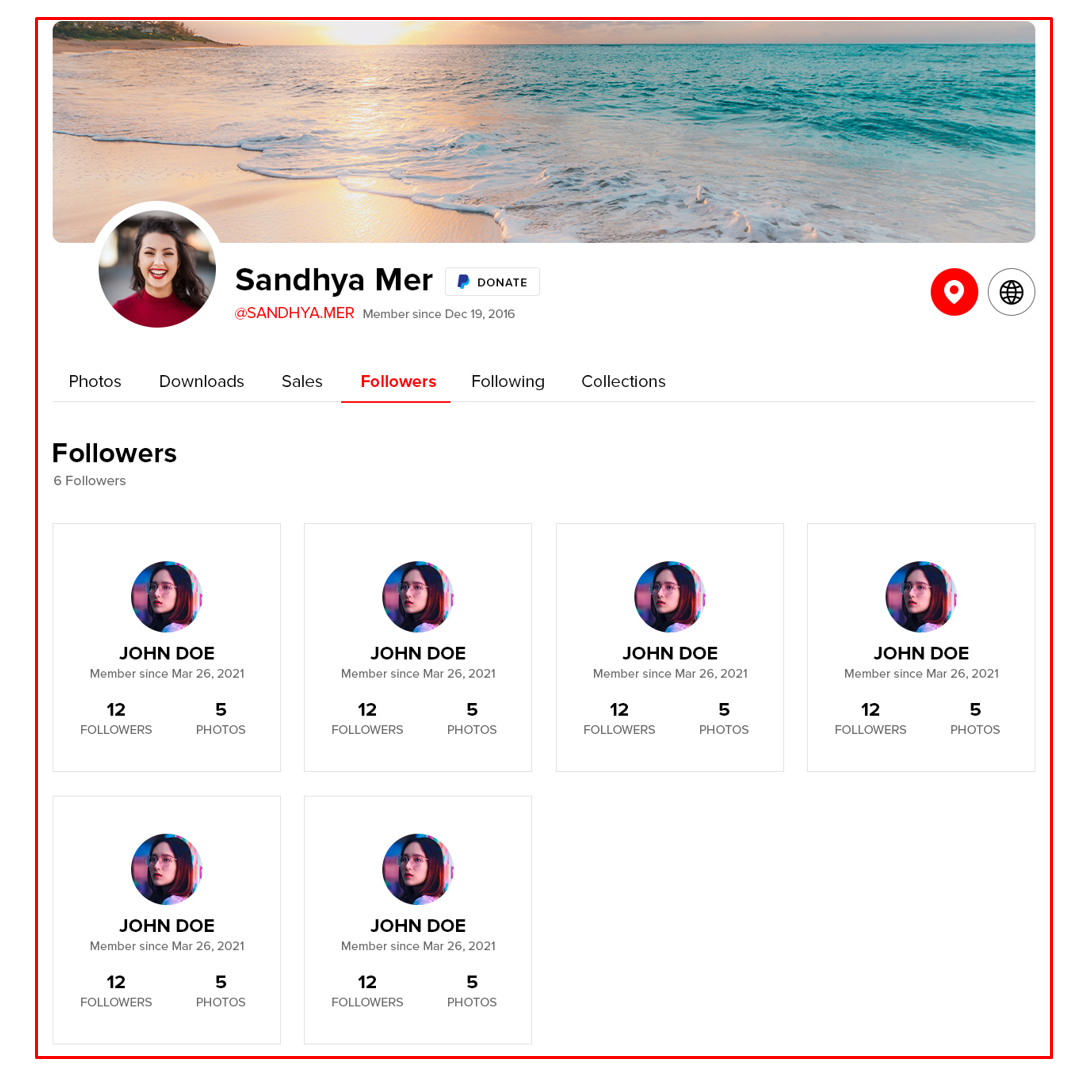 Sandhya Mer DONATE
@SANDHYA.MER Member since Dec 19, 2016
Photos Downloads Sales Followers Following Collections
Followers
6 Followers
JOHN DOE JOHN DOE JOHN DOE JOHN DOE
Member since Mar 26, 2021 Member since Mar 26, 2021 Member since Mar 26, 2021 Member since Mar 26, 2021
12 5 12 5 12 5 12 5
FOLLOWERS PHOTOS FOLLOWERS PHOTOS FOLLOWERS PHOTOS FOLLOWERS PHOTOS
JOHN DOE JOHN DOE
Member since Mar 26, 2021 Member since Mar 26, 2021
12 5 12 5
FOLLOWERS PHOTOS FOLLOWERS PHOTOS